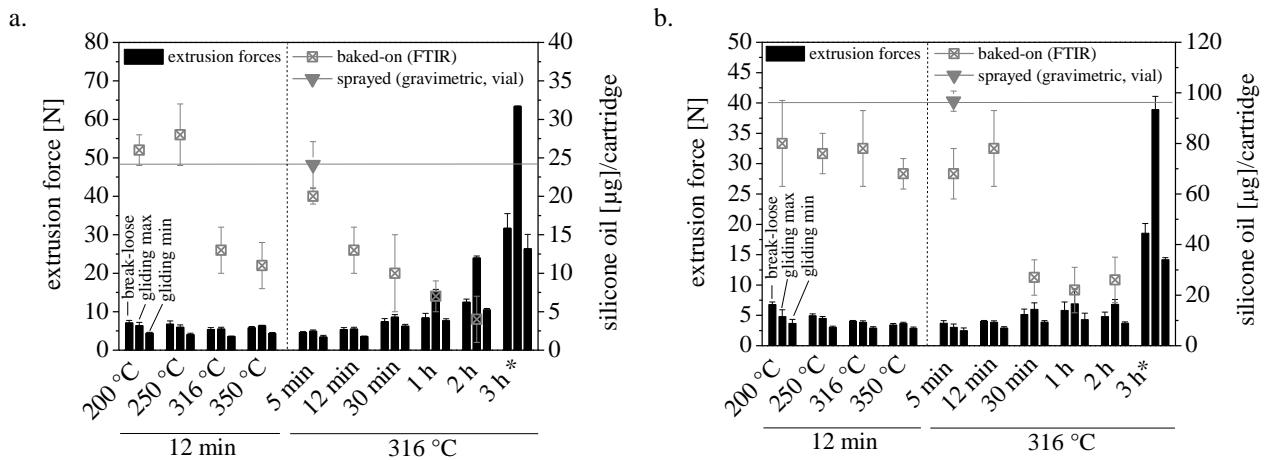 a.
extrusion forces
baked-on (FTIR)
sprayed (gravimetric, vial)
80
70
60
50
40
30
20
10
0
extrusion force [N]
break-loose
gliding max
gliding min
40
35
30
25
20
15
10
5
0
silicone oil [µg]/cartridge
200 °C
250 °C
316 °C
350 °C
5 min
12 min
30 min
1 h
2 h
3 h*
12 min
316 °C
b.
extrusion forces
baked-on (FTIR)
sprayed (gravimetric, vial)
50
45
40
35
30
25
20
15
10
5
0
extrusion force [N]
break-loose
gliding max
gliding min
120
100
80
60
40
20
0
silicone oil [µg]/cartridge
200 °C
250 °C
316 °C
350 °C
5 min
12 min
30 min
1 h
2 h
3 h*
12 min
316 °C